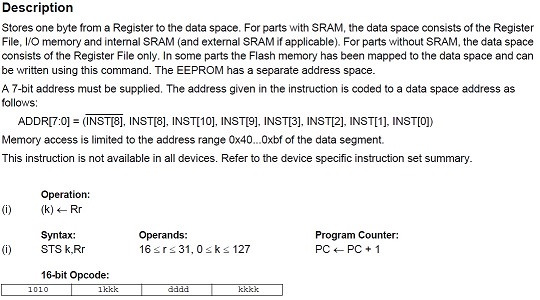 Description
Stores one byte from a Register to the data space. For parts with SRAM, the data space consists of the Register
File, I/O memory and internal SRAM (and external SRAM if applicable). For parts without SRAM, the data space
consists of the Register File only. In some parts the Flash memory has been mapped to the data space and can
be written using this command. The EEPROM has a separate address space.
A 7-bit address must be supplied. The address given in the instruction is coded to a data space address as
follows:
ADDR[7:0] = (I̅N̅S̅T̅[̅8̅]̅, INST[8], INST[10], INST[9], INST[3], INST[2], INST[1], INST[0])
Memory access is limited to the address range 0x40...0xbf of the data segment.
This instruction is not available in all devices. Refer to the device specific instruction set summary.
Operation:
(i) (k) ← Rr
Syntax: Operands: Program Counter:
(i) STS k,Rr 16 ≤ r ≤ 31, 0 ≤ k ≤ 127 PC ← PC + 1
16-bit Opcode:
1010 1kkk dddd kkkk